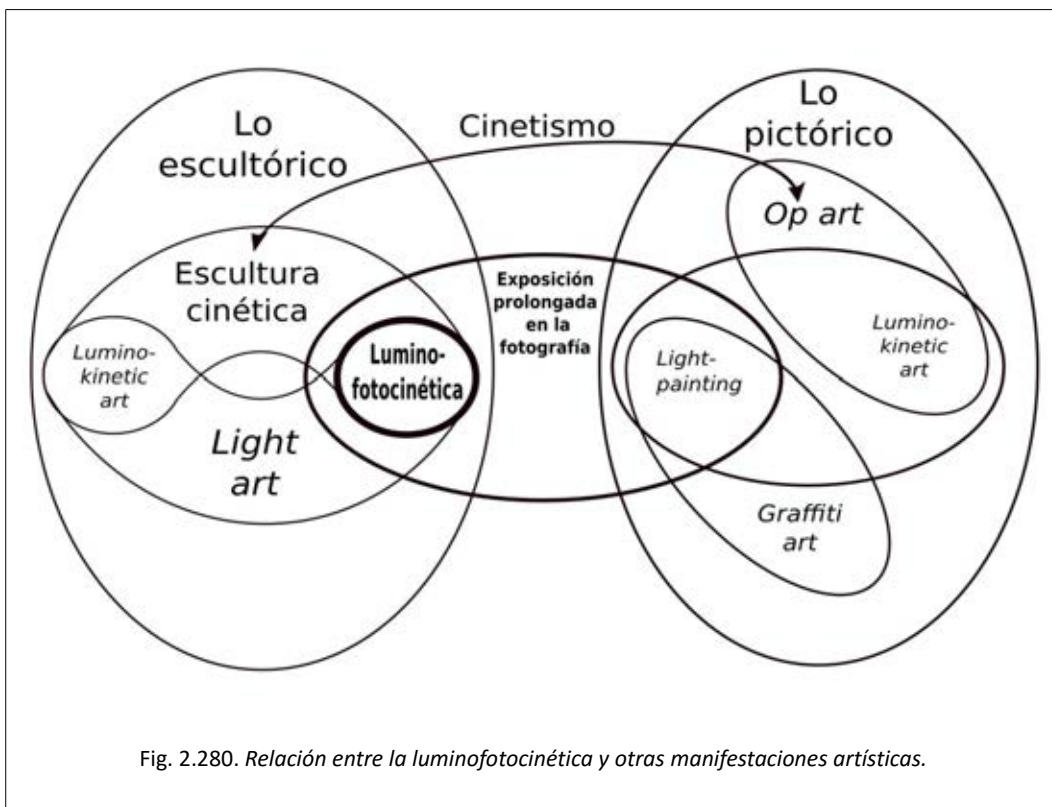 Lo
escultórico
Cinetismo
Lo
pictórico
Op art
Escultura
cinética
Exposición
prolongada
en la
fotografía
Lumino-
kinetic
art
Lumino-
fotocinética
Light-
painting
Lumino-
kinetic
art
Light
art
Graffiti
art
Fig. 2.280. Relación entre la luminofotocinética y otras manifestaciones artísticas.